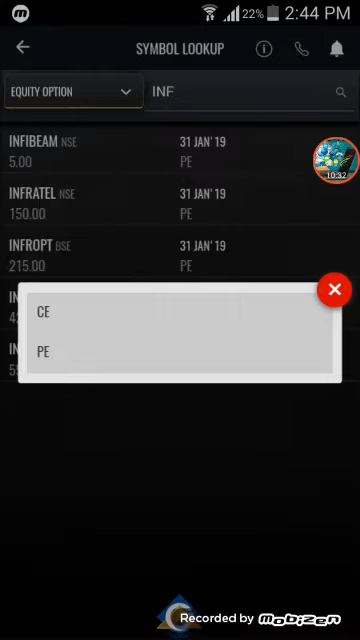 22% 2:44 PM
SYMBOL LOOKUP
EQUITY OPTION INF
INFIBEAM NSE 31 JAN' 19
5.00 PE
10:32
INFRATEL NSE 31 JAN' 19
150.00 PE
INFROPT BSE 31 JAN' 19
215.00 PE
CE
PE
Recorded by Mobizen